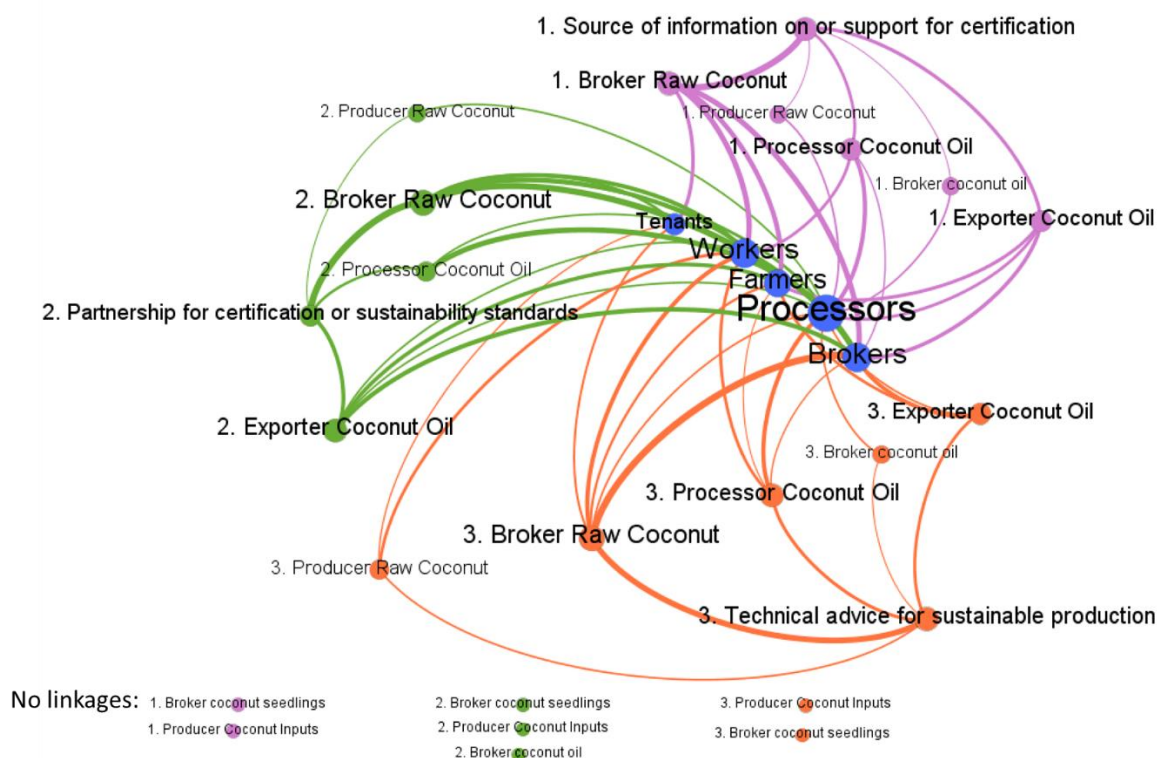 1. Source of information on or support for certification
1. Broker Raw Coconut
2. Producer Raw Coconut
1. Producer Raw Coconut
1. Processor Coconut Oil
1. Broker coconut oil
2. Broker Raw Coconut
1. Exporter Coconut Oil
Tenants
Workers
2. Processor Coconut Oil
Farmers
2. Partnership for certification or sustainability standards
Processors
Brokers
3. Exporter Coconut Oil
2. Exporter Coconut Oil
3. Broker coconut oil
3. Processor Coconut Oil
3. Broker Raw Coconut
3. Producer Raw Coconut
3. Technical advice for sustainable production
No linkages:
1. Broker coconut seedlings
2. Broker coconut seedlings
3. Producer Coconut Inputs
1. Producer Coconut Inputs
2. Producer Coconut Inputs
3. Broker coconut seedlings
2. Broker coconut oil